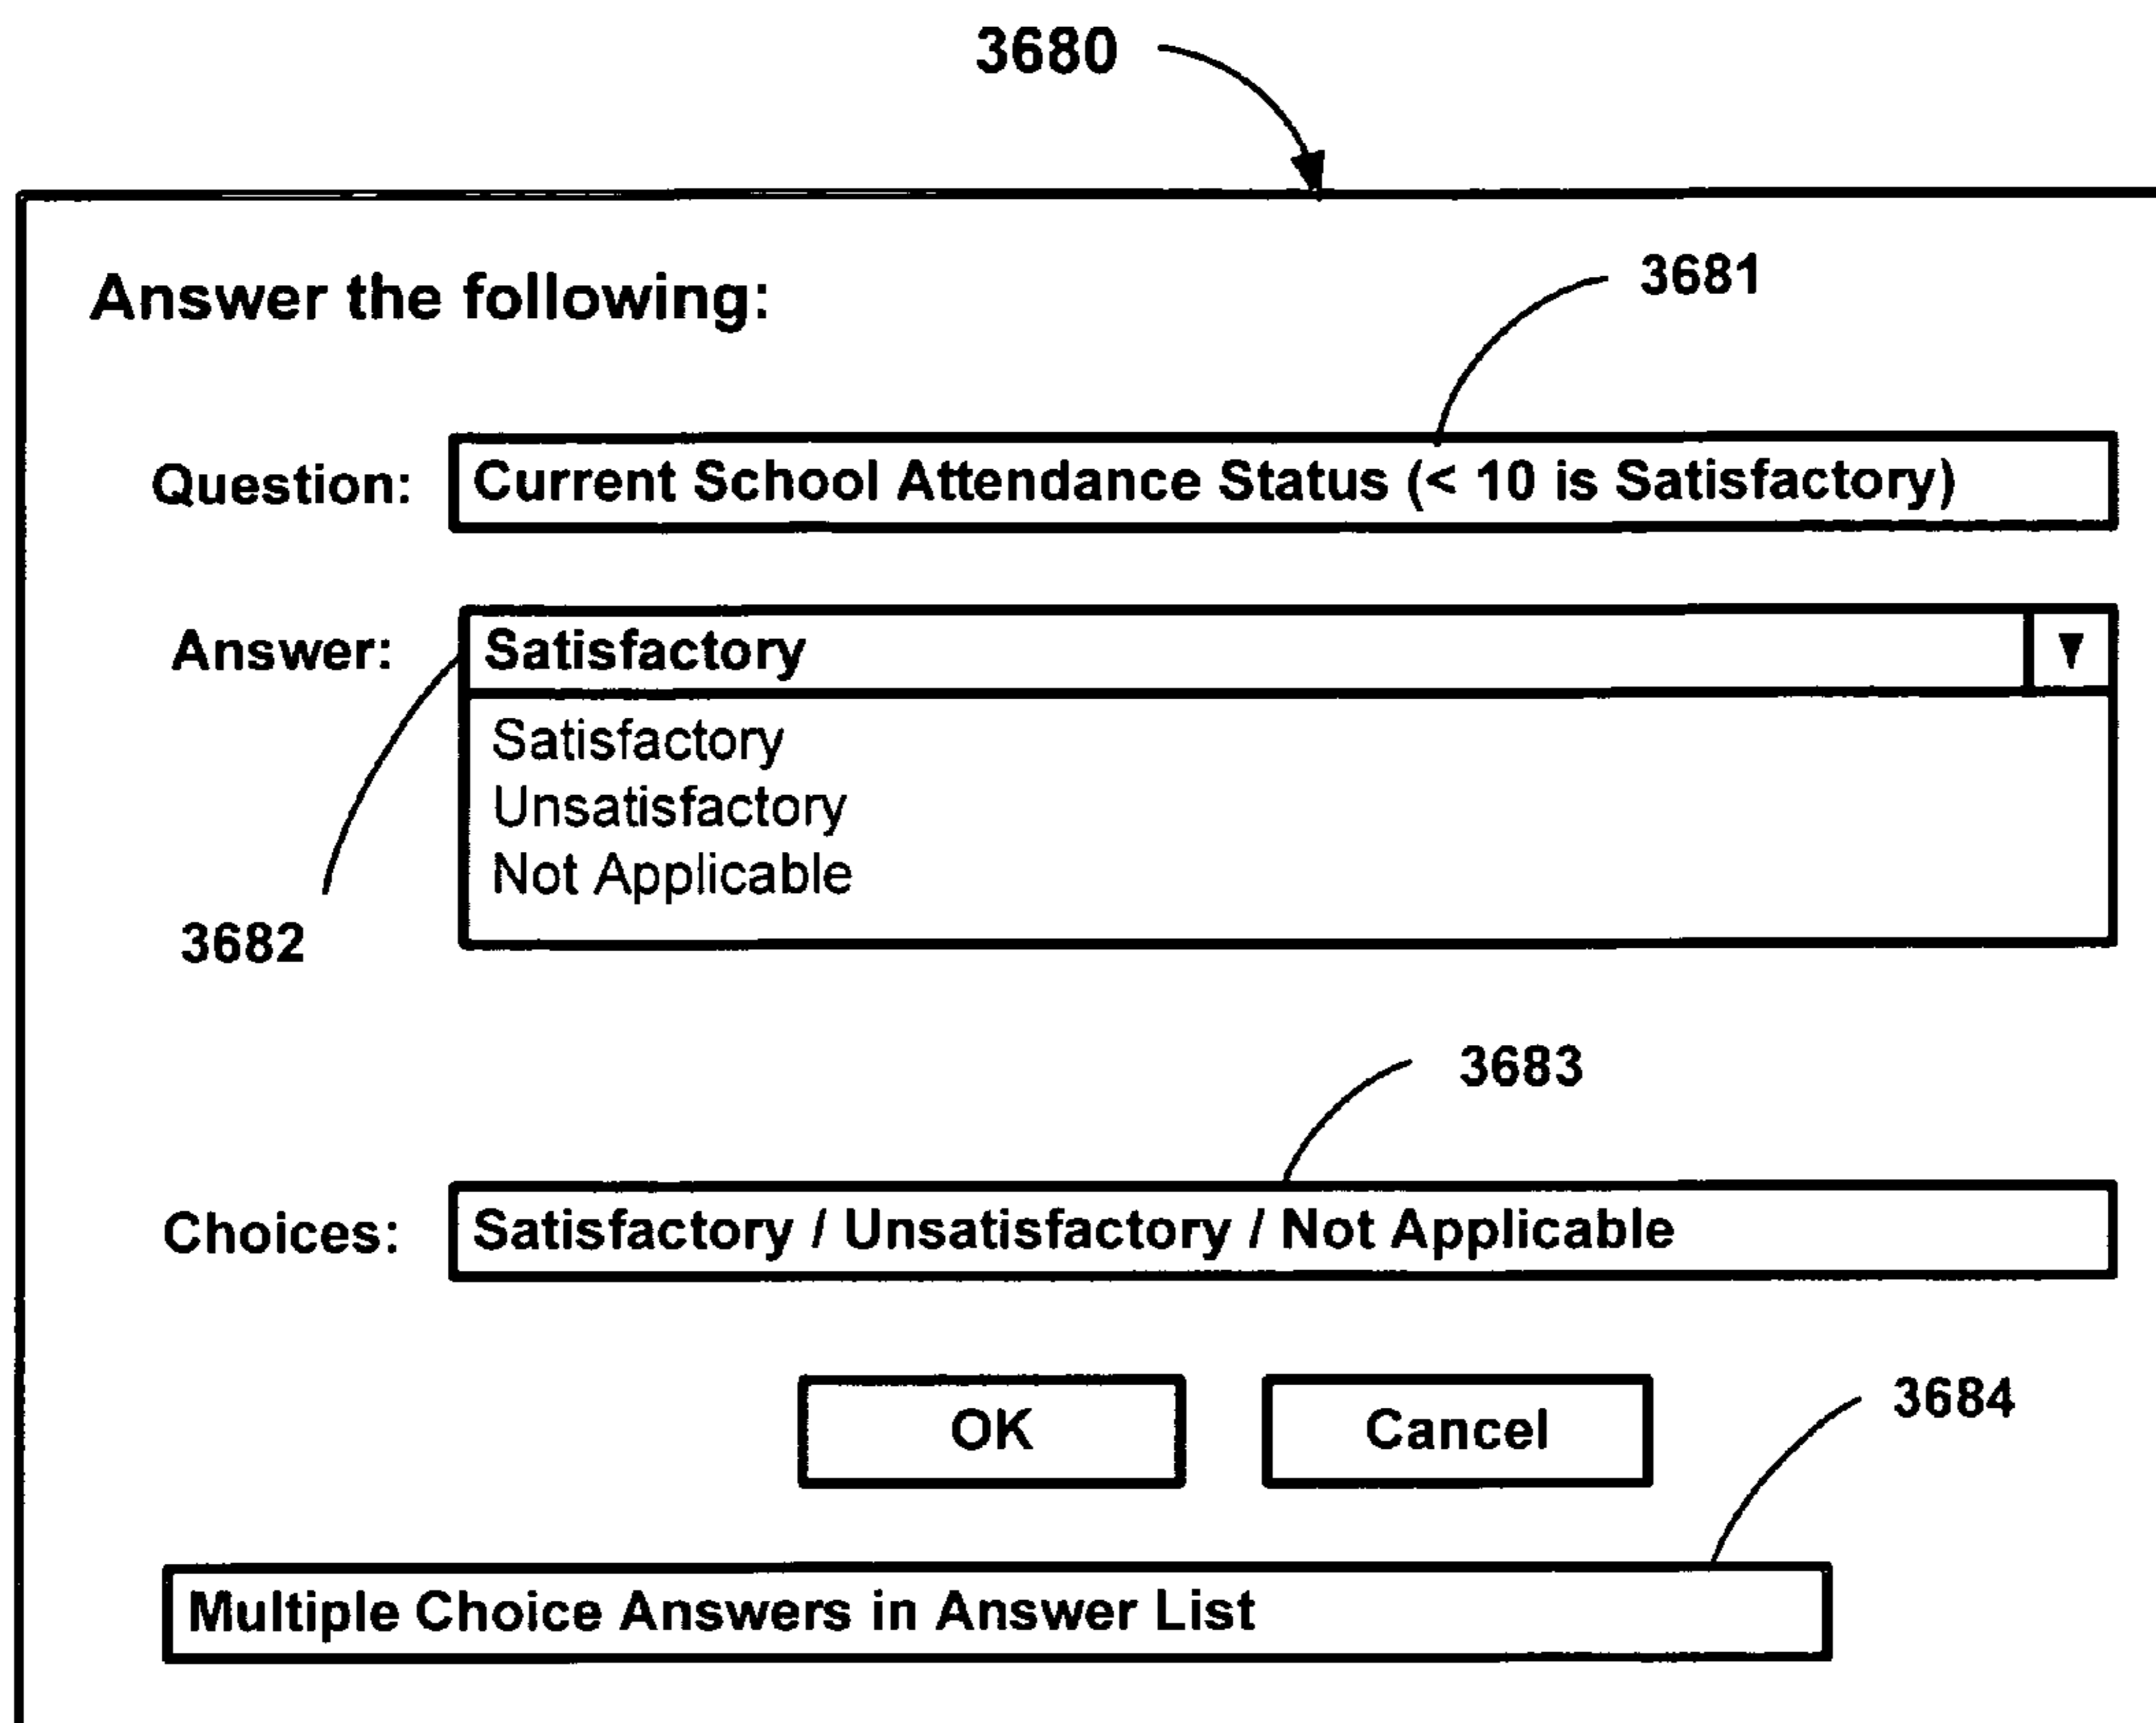 3680
Answer the following:
3681
Question: Current School Attendance Status (< 10 is Satisfactory)
Answer: Satisfactory
Satisfactory
Unsatisfactory
Not Applicable
3682
3683
Choices: Satisfactory / Unsatisfactory / Not Applicable
OK Cancel
3684
Multiple Choice Answers in Answer List